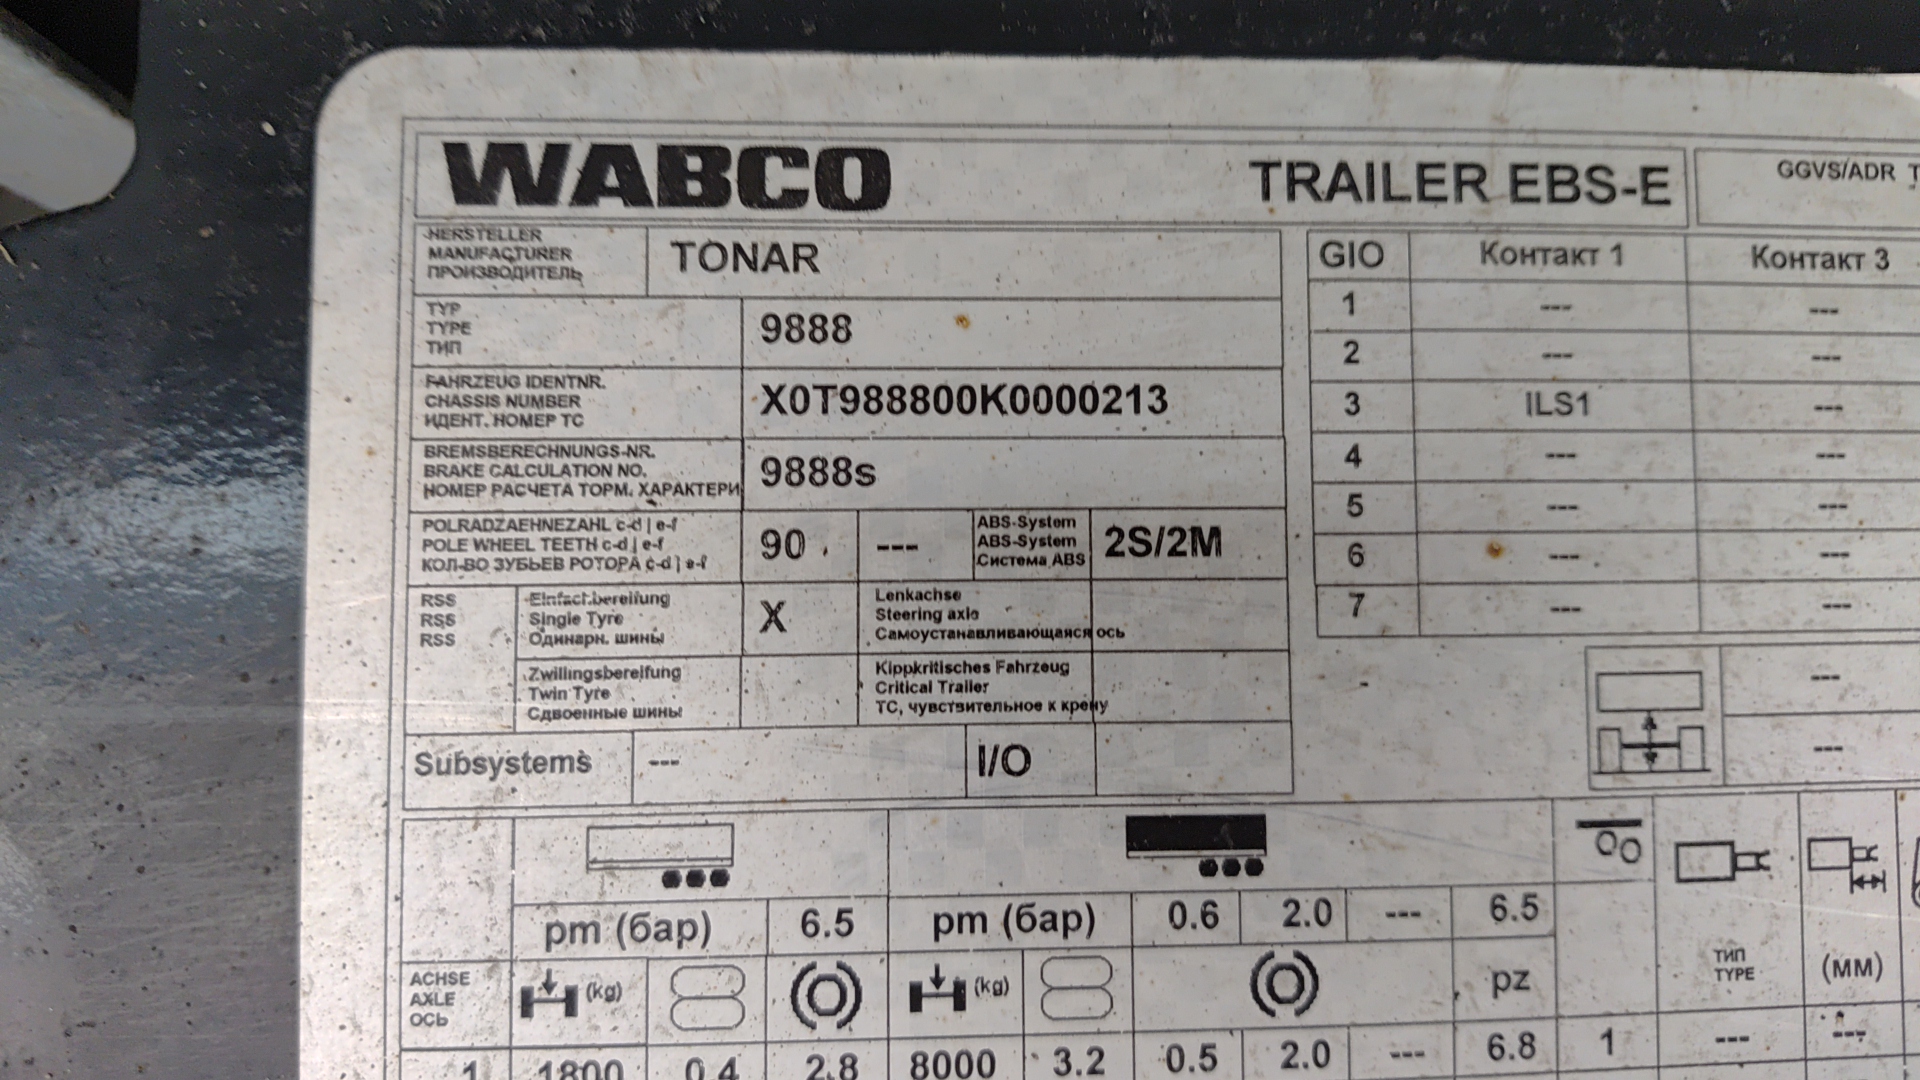 WABCO
TRAILER EBS-E
GGVS/ADR
HERSTELLER
MANUFACTURER
ПРОИЗВОДИТЕЛЬ
TONAR
TYP
TYPE
ТИП
9888
FAHRZEUG IDENTNR.
CHASSIS NUMBER
ИДЕНТ. НОМЕР ТС
X0T988800K0000213
BREMSBERECHNUNGS-NR.
BRAKE CALCULATION NO.
НОМЕР РАСЧЕТА ТОРМ. ХАРАКТЕРИ
9888s
POLRADZAEHNEZAHL c-d | e-f
POLE WHEEL TEETH c-d | e-f
КОЛ-ВО ЗУБЬЕВ РОТОРА c-d | e-f
90
---
ABS-System
ABS-System
Система ABS
2S/2M
RSS
RSS
RSS
Einfachbereifung
Single Tyre
Одинарн. шины
X
Lenkachse
Steering axle
Самоустанавливающаяся ось
Zwillingsbereifung
Twin Tyre
Сдвоенные шины
Kippkritisches Fahrzeug
Critical Trailer
ТС, чувствительное к крену
Subsystems
---
I/O
GIO Контакт 1 Контакт 3
1 --- ---
2 --- ---
3 ILS1 ---
4 --- ---
5 --- ---
6 --- ---
7 --- ---
---
---
pm (бар) 6.5 pm (бар) 0.6 2.0 --- 6.5
ACHSE
AXLE
ОСЬ
(kg)
(kg)
pz
ТИП
TYPE
(мм)
1 1800 0.4 2.8 8000 3.2 0.5 2.0 --- 6.8 1 --- ---